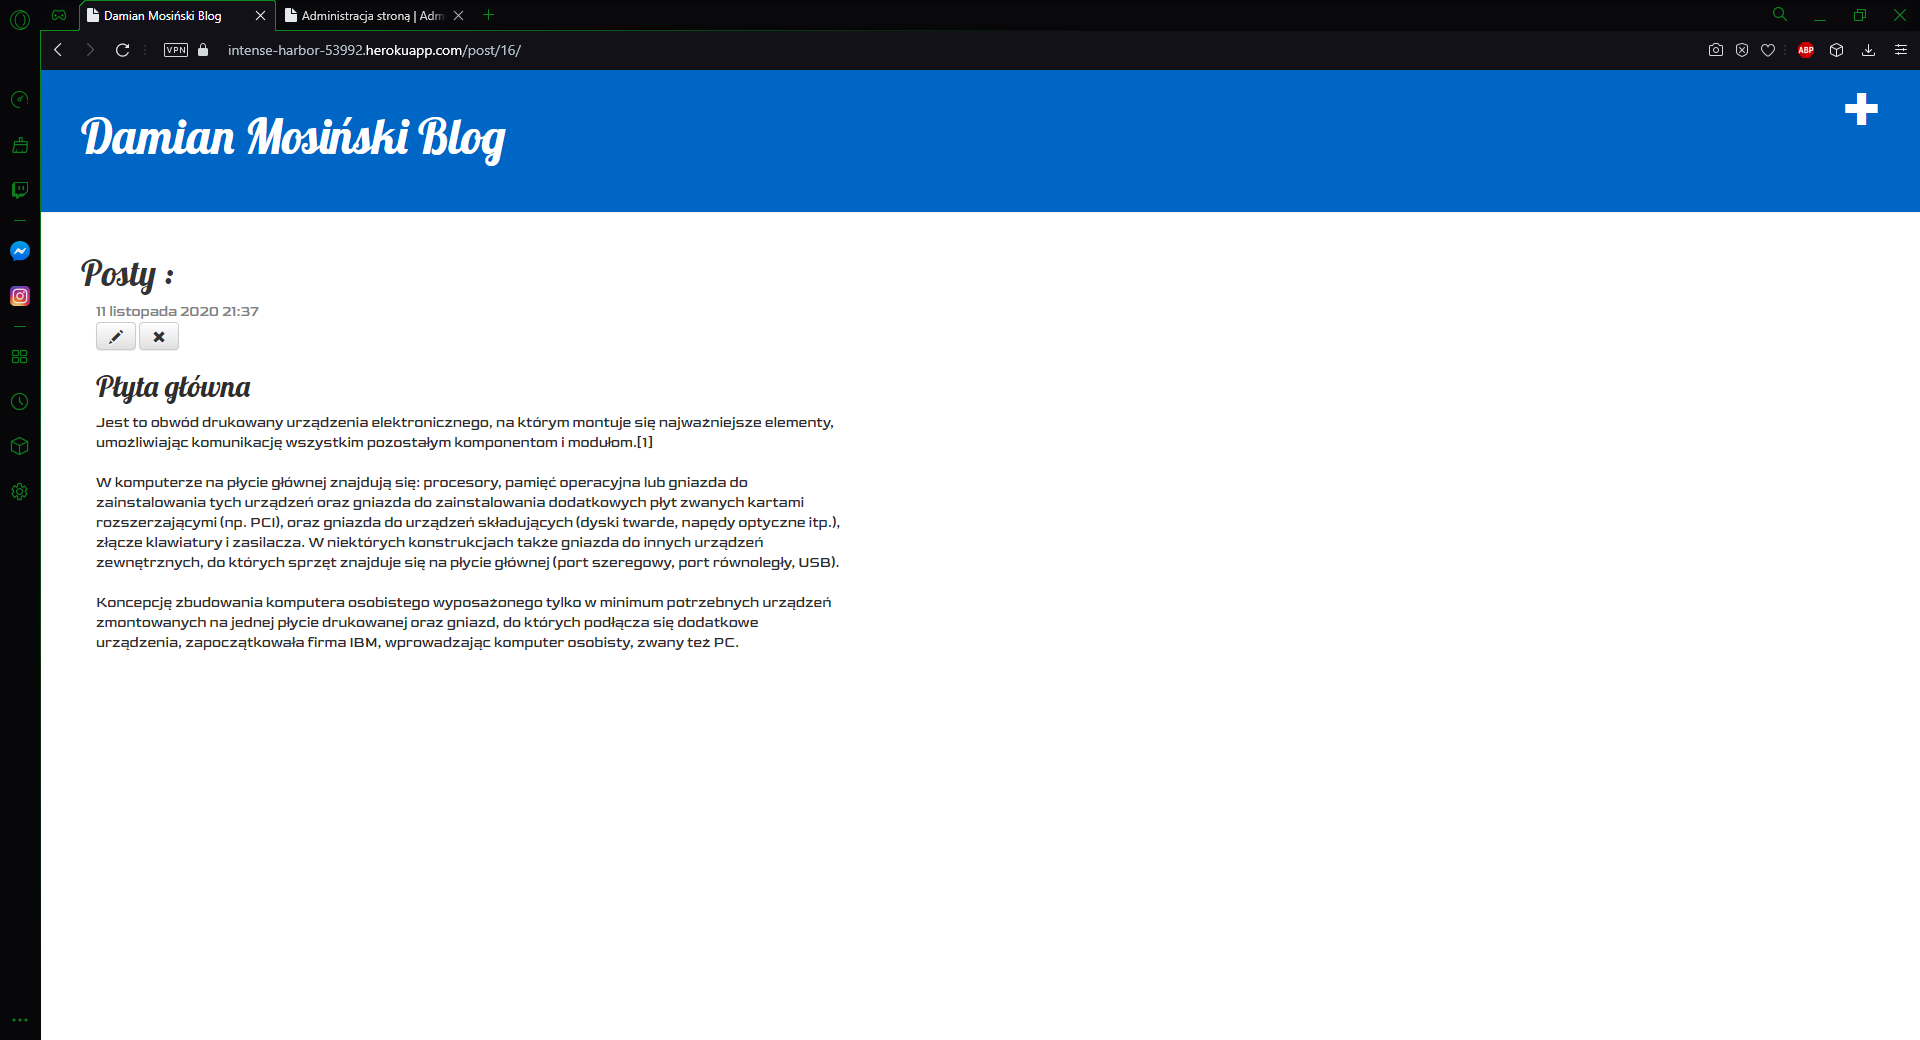 Damian Mosiński Blog
Administracja stroną | Adm
VPN
intense-harbor-53992.herokuapp.com/post/16/
ABP
Damian Mosiński Blog
Posty :
11 listopada 2020 21:37
Płyta główna
Jest to obwód drukowany urządzenia elektronicznego, na którym montuje się najważniejsze elementy,
umożliwiając komunikację wszystkim pozostałym komponentom i modułom.[1]
W komputerze na płycie głównej znajdują się: procesory, pamięć operacyjna lub gniazda do
zainstalowania tych urządzeń oraz gniazda do zainstalowania dodatkowych płyt zwanych kartami
rozszerzającymi (np. PCI), oraz gniazda do urządzeń składujących (dyski twarde, napędy optyczne itp.),
złącze klawiatury i zasilacza. W niektórych konstrukcjach także gniazda do innych urządzeń
zewnętrznych, do których sprzęt znajduje się na płycie głównej (port szeregowy, port równoległy, USB).
Koncepcję zbudowania komputera osobistego wyposażonego tylko w minimum potrzebnych urządzeń
zmontowanych na jednej płycie drukowanej oraz gniazd, do których podłącza się dodatkowe
urządzenia, zapoczątkowała firma IBM, wprowadzając komputer osobisty, zwany też PC.